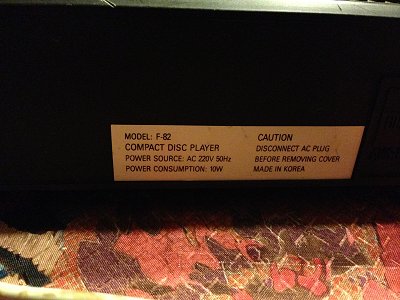 MODEL: F-82
COMPACT DISC PLAYER
POWER SOURCE: AC 220V 50Hz
POWER CONSUMPTION: 10W
CAUTION
DISCONNECT AC PLUG
BEFORE REMOVING COVER
MADE IN KOREA